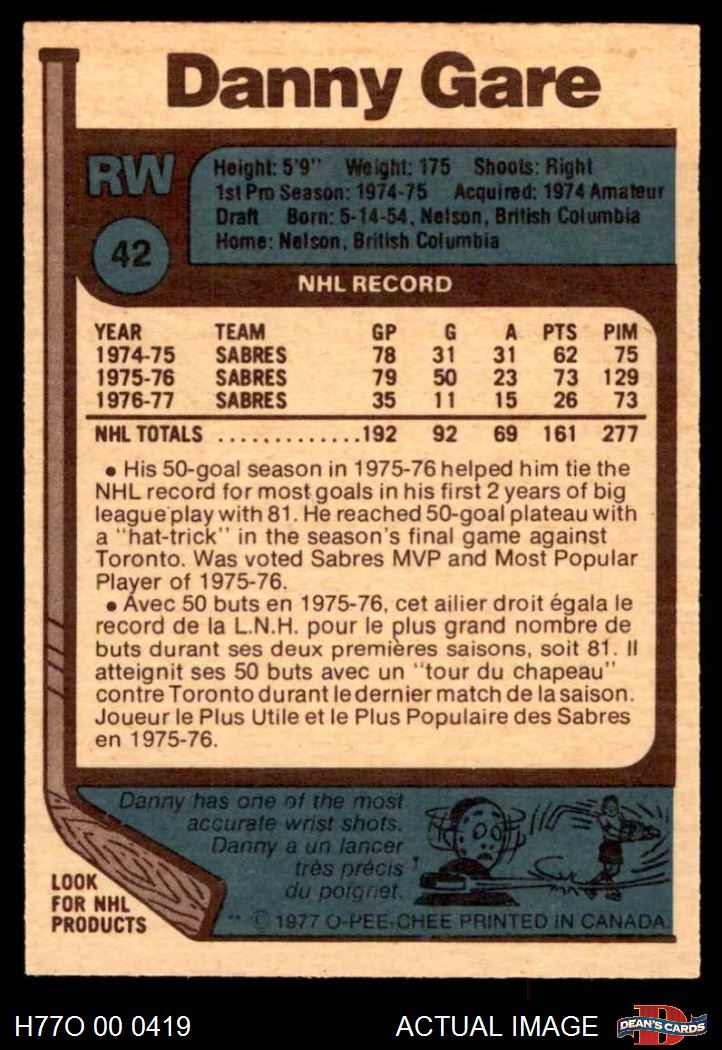 Danny Gare
RW
42
Height: 5'9" Weight: 175 Shoots: Right
1st Pro Season: 1974-75 Acquired: 1974 Amateur
Draft Born: 5-14-54, Nelson, British Columbia
Home: Nelson, British Columbia
NHL RECORD
YEAR TEAM GP G A PTS PIM
1974-75 SABRES 78 31 31 62 75
1975-76 SABRES 79 50 23 73 129
1976-77 SABRES 35 11 15 26 73
NHL TOTALS .............192 92 69 161 277
• His 50-goal season in 1975-76 helped him tie the
NHL record for most goals in his first 2 years of big
league play with 81. He reached 50-goal plateau with
a "hat-trick" in the season's final game against
Toronto. Was voted Sabres MVP and Most Popular
Player of 1975-76.
• Avec 50 buts en 1975-76, cet ailier droit égala le
record de la L.N.H. pour le plus grand nombre de
buts durant ses deux premières saisons, soit 81. Il
atteignit ses 50 buts avec un "tour du chapeau"
contre Toronto durant le dernier match de la saison.
Joueur le Plus Utile et le Plus Populaire des Sabres
en 1975-76.
Danny has one of the most
accurate wrist shots.
Danny a un lancer
très précis
du poignet.
LOOK
FOR NHL
PRODUCTS
** © 1977 O-PEE-CHEE PRINTED IN CANADA.
H77O 00 0419
ACTUAL IMAGE
D
DEAN'S CARDS